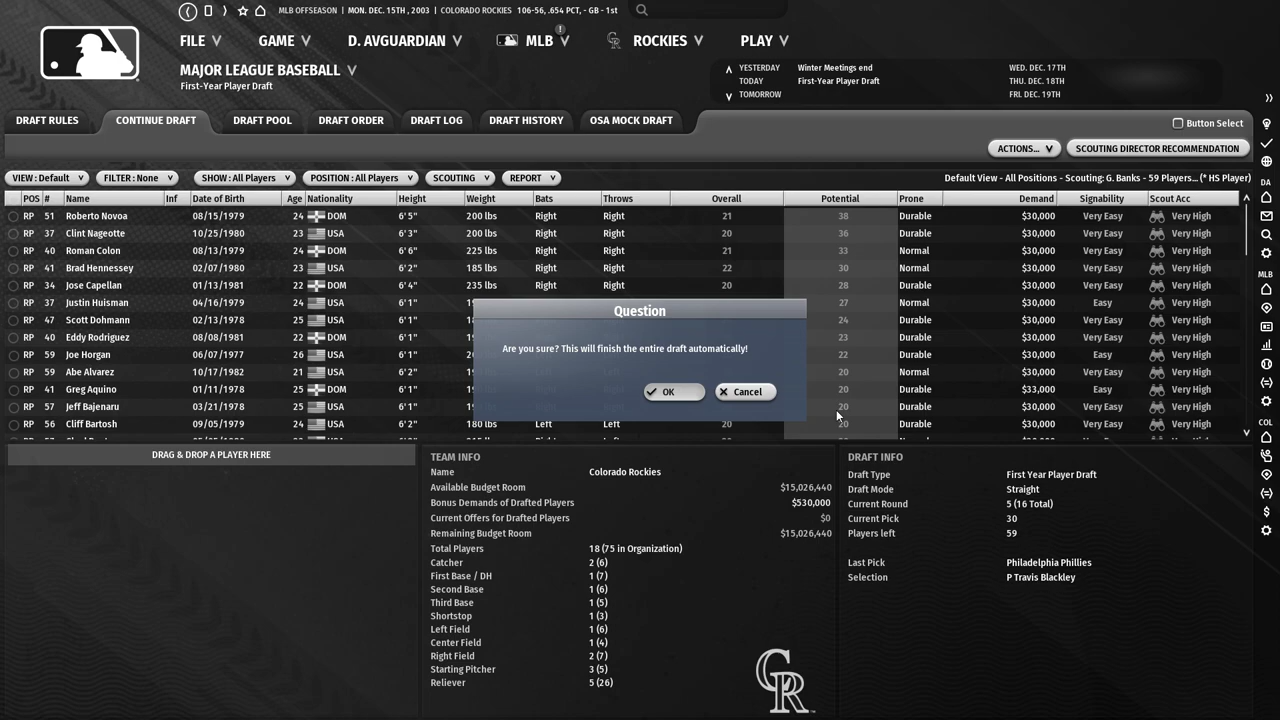 MLB OFFSEASON | MON. DEC. 15TH , 2003 | COLORADO ROCKIES 106-56, .654 PCT, - GB - 1st
FILE GAME D. AVGUARDIAN MLB ROCKIES PLAY
MAJOR LEAGUE BASEBALL
First-Year Player Draft
YESTERDAY Winter Meetings end WED. DEC. 17TH
TODAY First-Year Player Draft THU. DEC. 18TH
TOMORROW FRI. DEC. 19TH
DRAFT RULES CONTINUE DRAFT DRAFT POOL DRAFT ORDER DRAFT LOG DRAFT HISTORY OSA MOCK DRAFT Button Select
ACTIONS... SCOUTING DIRECTOR RECOMMENDATION
VIEW : Default FILTER : None SHOW : All Players POSITION : All Players SCOUTING REPORT Default View - All Positions - Scouting: G. Banks - 59 Players... (* HS Player)
POS # Name Inf Date of Birth Age Nationality Height Weight Bats Throws Overall Potential Prone Demand Signability Scout Acc
RP 51 Roberto Novoa 08/15/1979 24 DOM 6' 5" 200 lbs Right Right 21 38 Durable $30,000 Very Easy Very High
RP 37 Clint Nageotte 10/25/1980 23 USA 6' 3" 200 lbs Right Right 20 36 Durable $30,000 Very Easy Very High
RP 40 Roman Colon 08/13/1979 24 DOM 6' 6" 225 lbs Right Right 21 33 Normal $30,000 Very Easy Very High
RP 41 Brad Hennessey 02/07/1980 23 USA 6' 2" 185 lbs Right Right 22 30 Durable $30,000 Very Easy Very High
RP 34 Jose Capellan 01/13/1981 22 DOM 6' 4" 235 lbs Right Right 20 28 Durable $30,000 Very Easy Very High
RP 37 Justin Huisman 04/16/1979 24 USA 6' 1" 27 Normal $30,000 Easy Very High
RP 47 Scott Dohmann 02/13/1978 25 USA 6' 1" 24 Durable $30,000 Very Easy Very High
RP 40 Eddy Rodriguez 08/08/1981 22 DOM 6' 1" 23 Durable $30,000 Very Easy Very High
RP 59 Joe Horgan 06/07/1977 26 USA 6' 1" 22 Durable $30,000 Easy Very High
RP 59 Abe Alvarez 10/17/1982 21 USA 6' 2" 20 Normal $30,000 Very Easy Very High
RP 41 Greg Aquino 01/11/1978 25 DOM 6' 1" 20 Durable $33,000 Easy Very High
RP 57 Jeff Bajenaru 03/21/1978 25 USA 6' 1" 20 Durable $30,000 Very Easy Very High
RP 56 Cliff Bartosh 09/05/1979 24 USA 6' 2" 180 lbs Left Left 20 20 Durable $30,000 Very Easy Very High
Question
Are you sure? This will finish the entire draft automatically!
OK Cancel
DA
MLB
COL
DRAG & DROP A PLAYER HERE
TEAM INFO
Name Colorado Rockies
Available Budget Room $15,026,440
Bonus Demands of Drafted Players $530,000
Current Offers for Drafted Players $0
Remaining Budget Room $15,026,440
Total Players 18 (75 in Organization)
Catcher 2 (6)
First Base / DH 1 (7)
Second Base 1 (6)
Third Base 1 (5)
Shortstop 1 (3)
Left Field 1 (6)
Center Field 1 (4)
Right Field 2 (7)
Starting Pitcher 3 (5)
Reliever 5 (26)
CR
DRAFT INFO
Draft Type First Year Player Draft
Draft Mode Straight
Current Round 5 (16 Total)
Current Pick 30
Players left 59
Last Pick Philadelphia Phillies
Selection P Travis Blackley